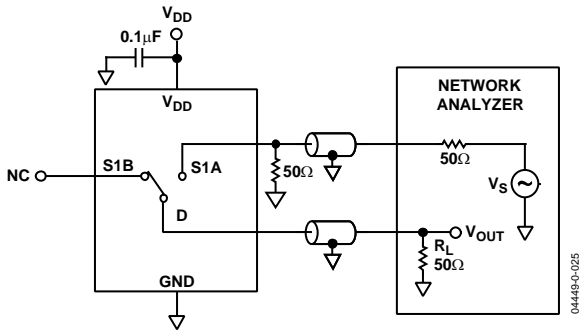 VDD
0.1μF
VDD
NETWORK
ANALYZER
S1B
S1A
NC
50Ω
50Ω
VS
D
VOUT
RL
50Ω
GND
04449-0-025